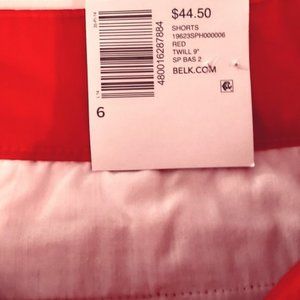 $44.50
SHORTS
19623SPH000006
RED
TWILL 9"
SP BAS 2
BELK.COM
480016287884
6